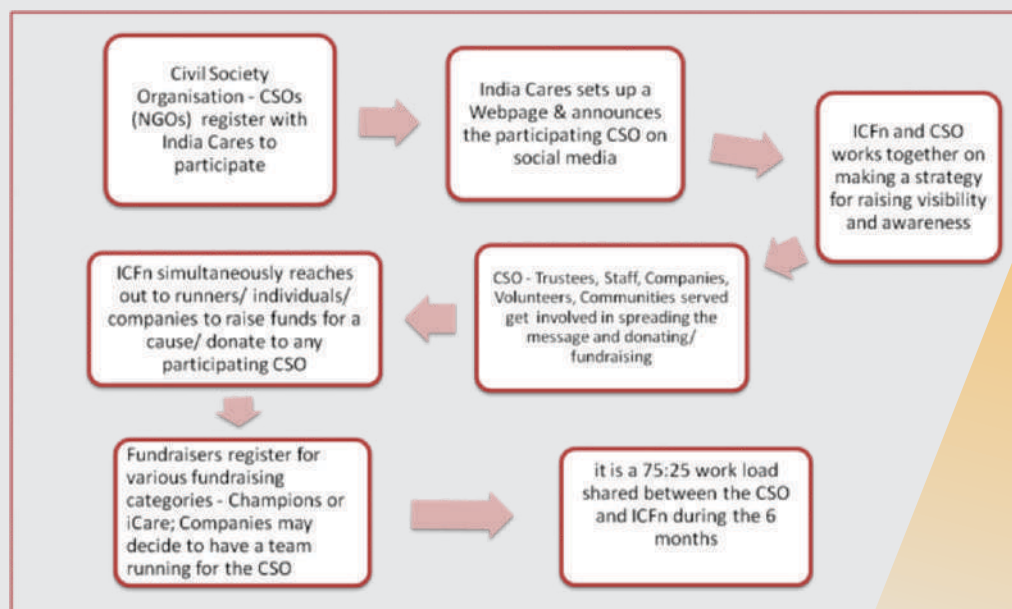 Civil Society
Organisation - CSOs
(NGOs) register with
India Cares to
participate
India Cares sets up a
Webpage & announces
the participating CSO on
social media
ICFn and CSO
works together on
making a strategy
for raising visibility
and awareness
CSO - Trustees, Staff, Companies,
Volunteers, Communities served
get involved in spreading the
message and donating/
fundraising
ICFn simultaneously reaches
out to runners/ individuals/
companies to raise funds for a
cause/ donate to any
participating CSO
Fundraisers register for
various fundraising
categories - Champions or
iCare; Companies may
decide to have a team
running for the CSO
it is a 75:25 work load
shared between the CSO
and ICFn during the 6
months